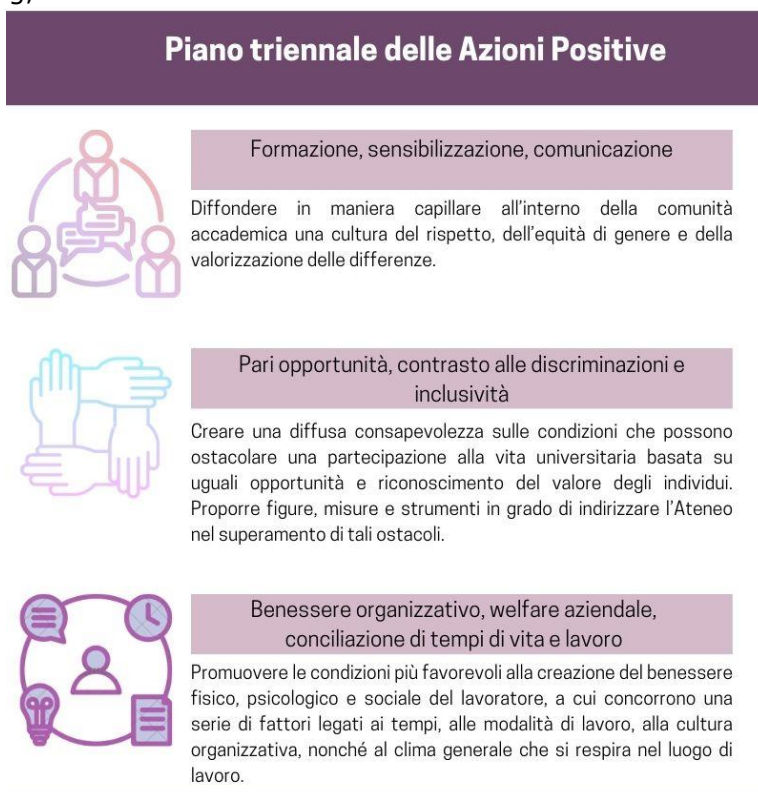 Piano triennale delle Azioni Positive
Formazione, sensibilizzazione, comunicazione
Diffondere in maniera capillare all'interno della comunità
accademica una cultura del rispetto, dell'equità di genere e della
valorizzazione delle differenze.
Pari opportunità, contrasto alle discriminazioni e
inclusività
Creare una diffusa consapevolezza sulle condizioni che possono
ostacolare una partecipazione alla vita universitaria basata su
uguali opportunità e riconoscimento del valore degli individui.
Proporre figure, misure e strumenti in grado di indirizzare l'Ateneo
nel superamento di tali ostacoli.
Benessere organizzativo, welfare aziendale,
conciliazione di tempi di vita e lavoro
Promuovere le condizioni più favorevoli alla creazione del benessere
fisico, psicologico e sociale del lavoratore, a cui concorrono una
serie di fattori legati ai tempi, alle modalità di lavoro, alla cultura
organizzativa, nonché al clima generale che si respira nel luogo di
lavoro.